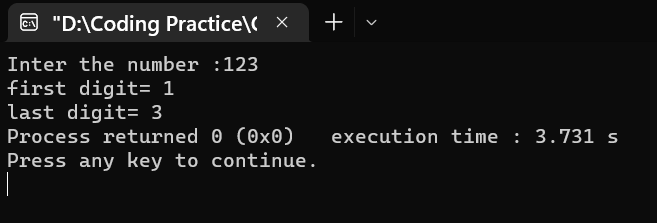 "D:\Coding Practice\
Inter the number :123
first digit= 1
last digit= 3
Process returned 0 (0x0)   execution time : 3.731 s
Press any key to continue.